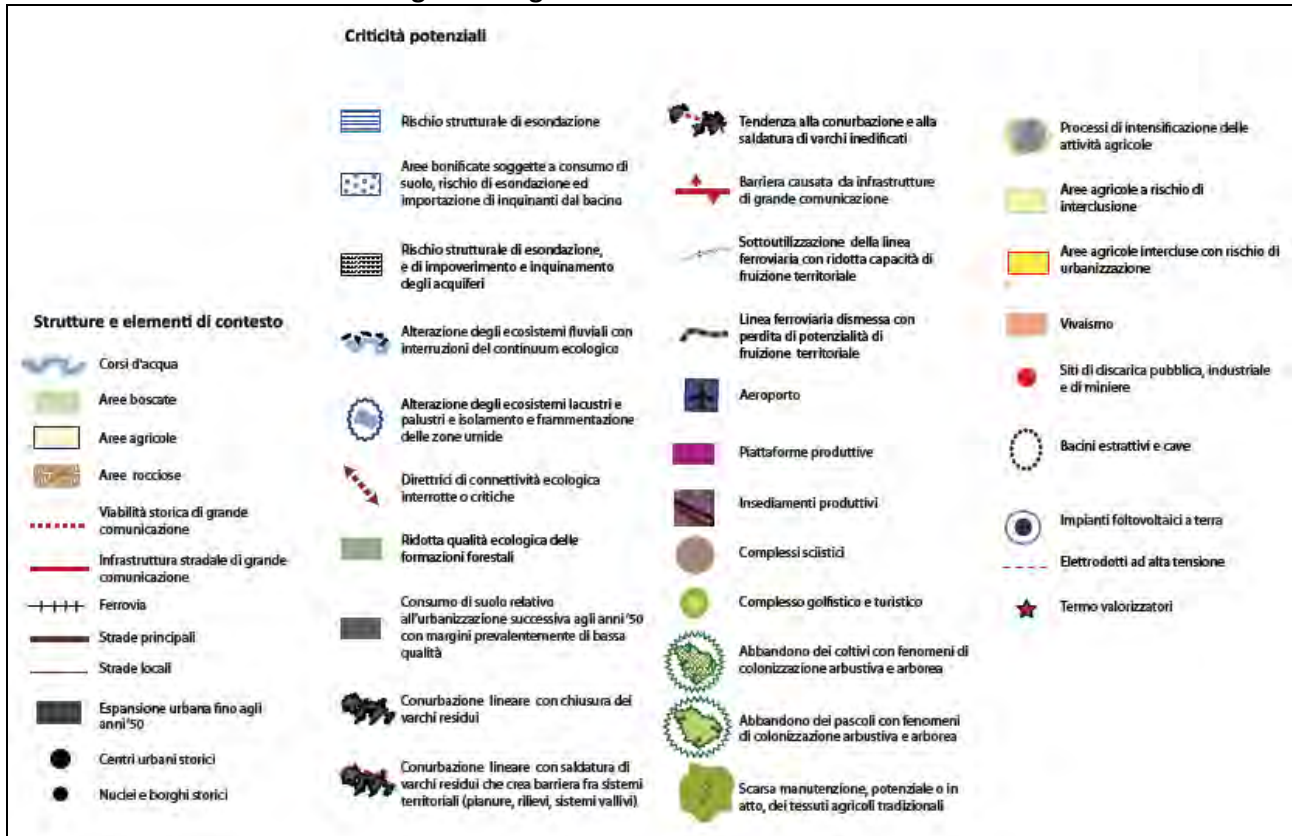 Criticità potenziali
Rischio strutturale di esondazione
Aree bonificate soggette a consumo di
suolo, rischio di esondazione ed
importazione di inquinanti dal bacino
Rischio strutturale di esondazione,
e di impoverimento e inquinamento
degli acquiferi
Alterazione degli ecosistemi fluviali con
interruzioni del continuum ecologico
Alterazione degli ecosistemi lacustri e
palustri e isolamento e frammentazione
delle zone umide
Direttrici di connettività ecologica
interrotte o critiche
Ridotta qualità ecologica delle
formazioni forestali
Consumo di suolo relativo
all'urbanizzazione successiva agli anni '50
con margini prevalentemente di bassa
qualità
Conurbazione lineare con chiusura dei
varchi residui
Conurbazione lineare con saldatura di
varchi residui che crea barriera fra sistemi
territoriali (pianure, rilievi, sistemi vallivi)
Tendenza alla conurbazione e alla
saldatura di varchi inedificati
Barriera causata da infrastrutture
di grande comunicazione
Sottoutilizzazione della linea
ferroviaria con ridotta capacità di
fruizione territoriale
Linea ferroviaria dismessa con
perdita di potenzialità di
fruizione territoriale
Aeroporto
Piattaforme produttive
Insediamenti produttivi
Complessi sciistici
Complesso golfistico e turistico
Abbandono dei coltivi con fenomeni di
colonizzazione arbustiva e arborea
Abbandono dei pascoli con fenomeni
di colonizzazione arbustiva e arborea
Scarsa manutenzione, potenziale o in
atto, dei tessuti agricoli tradizionali
Processi di intensificazione delle
attività agricole
Aree agricole a rischio di
interclusione
Aree agricole intercluse con rischio di
urbanizzazione
Vivaismo
Siti di discarica pubblica, industriale
e di miniere
Bacini estrattivi e cave
Impianti foltovoltaici a terra
Elettrodotti ad alta tensione
Termo valorizzatori
Strutture e elementi di contesto
Corsi d'acqua
Aree boscate
Aree agricole
Aree rocciose
Viabilità storica di grande
comunicazione
Infrastruttura stradale di grande
comunicazione
Ferrovia
Strade principali
Strade locali
Espansione urbana fino agli
anni '50
Centri urbani storici
Nuclei e borghi storici